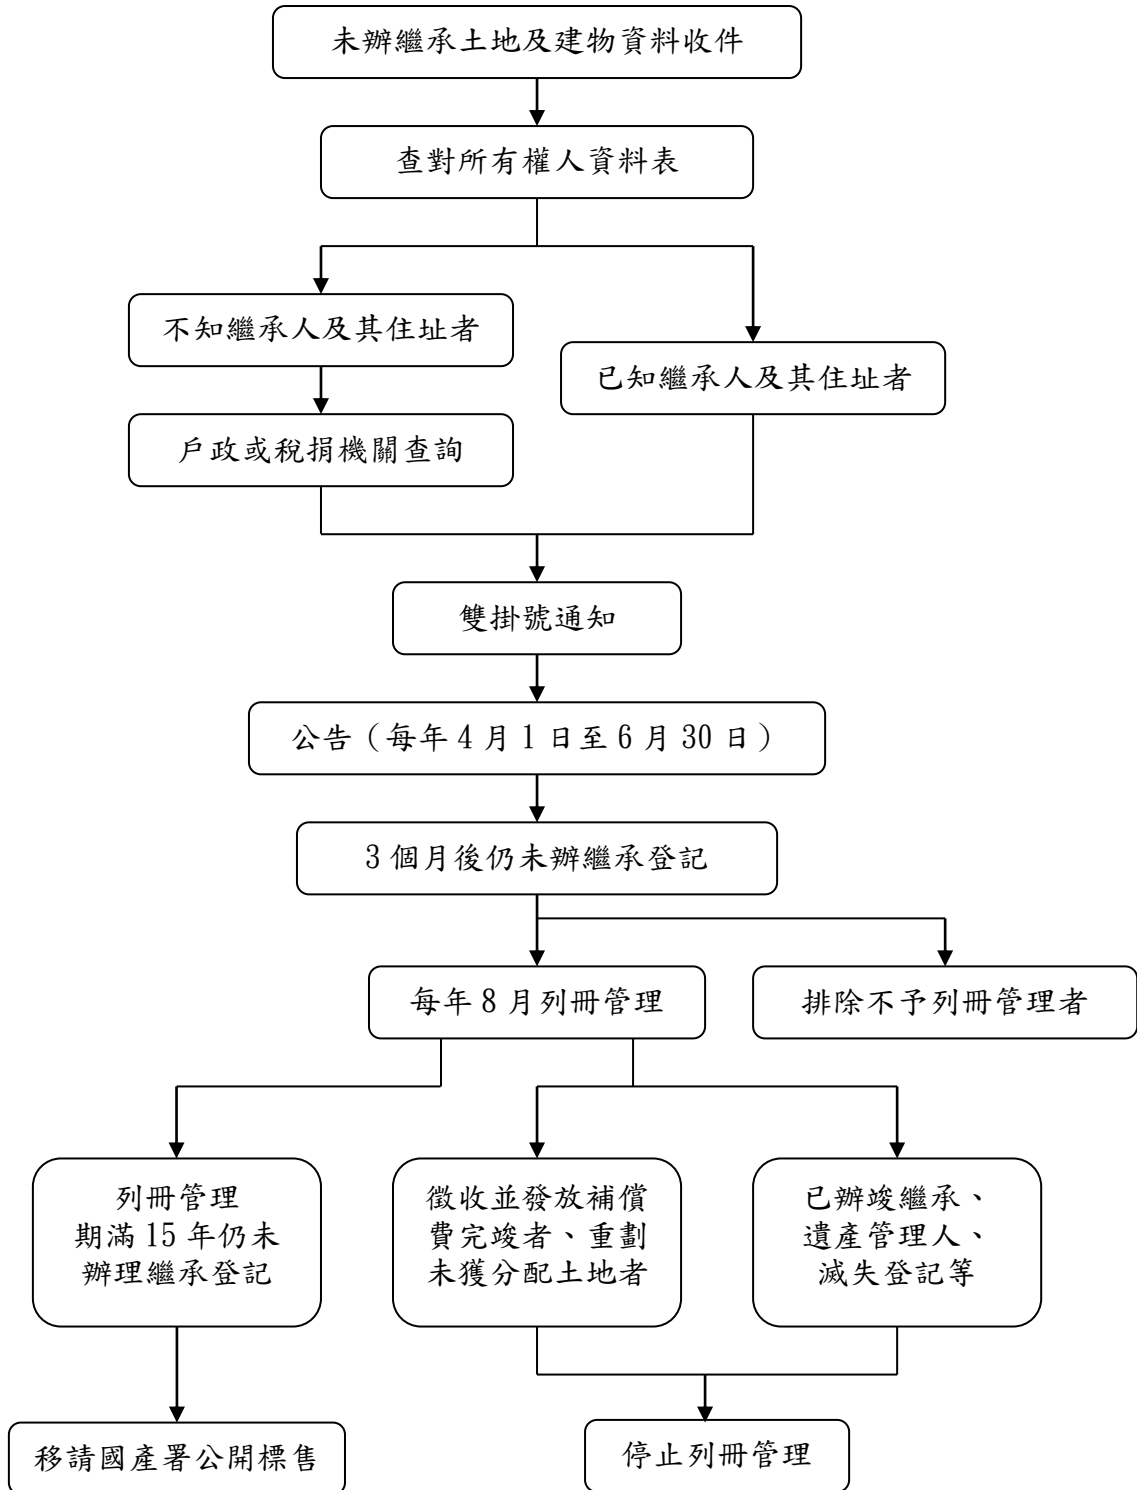 未辦繼承土地及建物資料收件
查對所有權人資料表
不知繼承人及其住址者
已知繼承人及其住址者
戶政或稅捐機關查詢
雙掛號通知
公告（每年 4 月 1 日至 6 月 30 日）
3 個月後仍未辦繼承登記
每年 8 月列冊管理
排除不予列冊管理者
列冊管理
期滿 15 年仍未
辦理繼承登記
徵收並發放補償
費完竣者、重劃
未獲分配土地者
已辦竣繼承、
遺產管理人、
滅失登記等
移請國產署公開標售
停止列冊管理